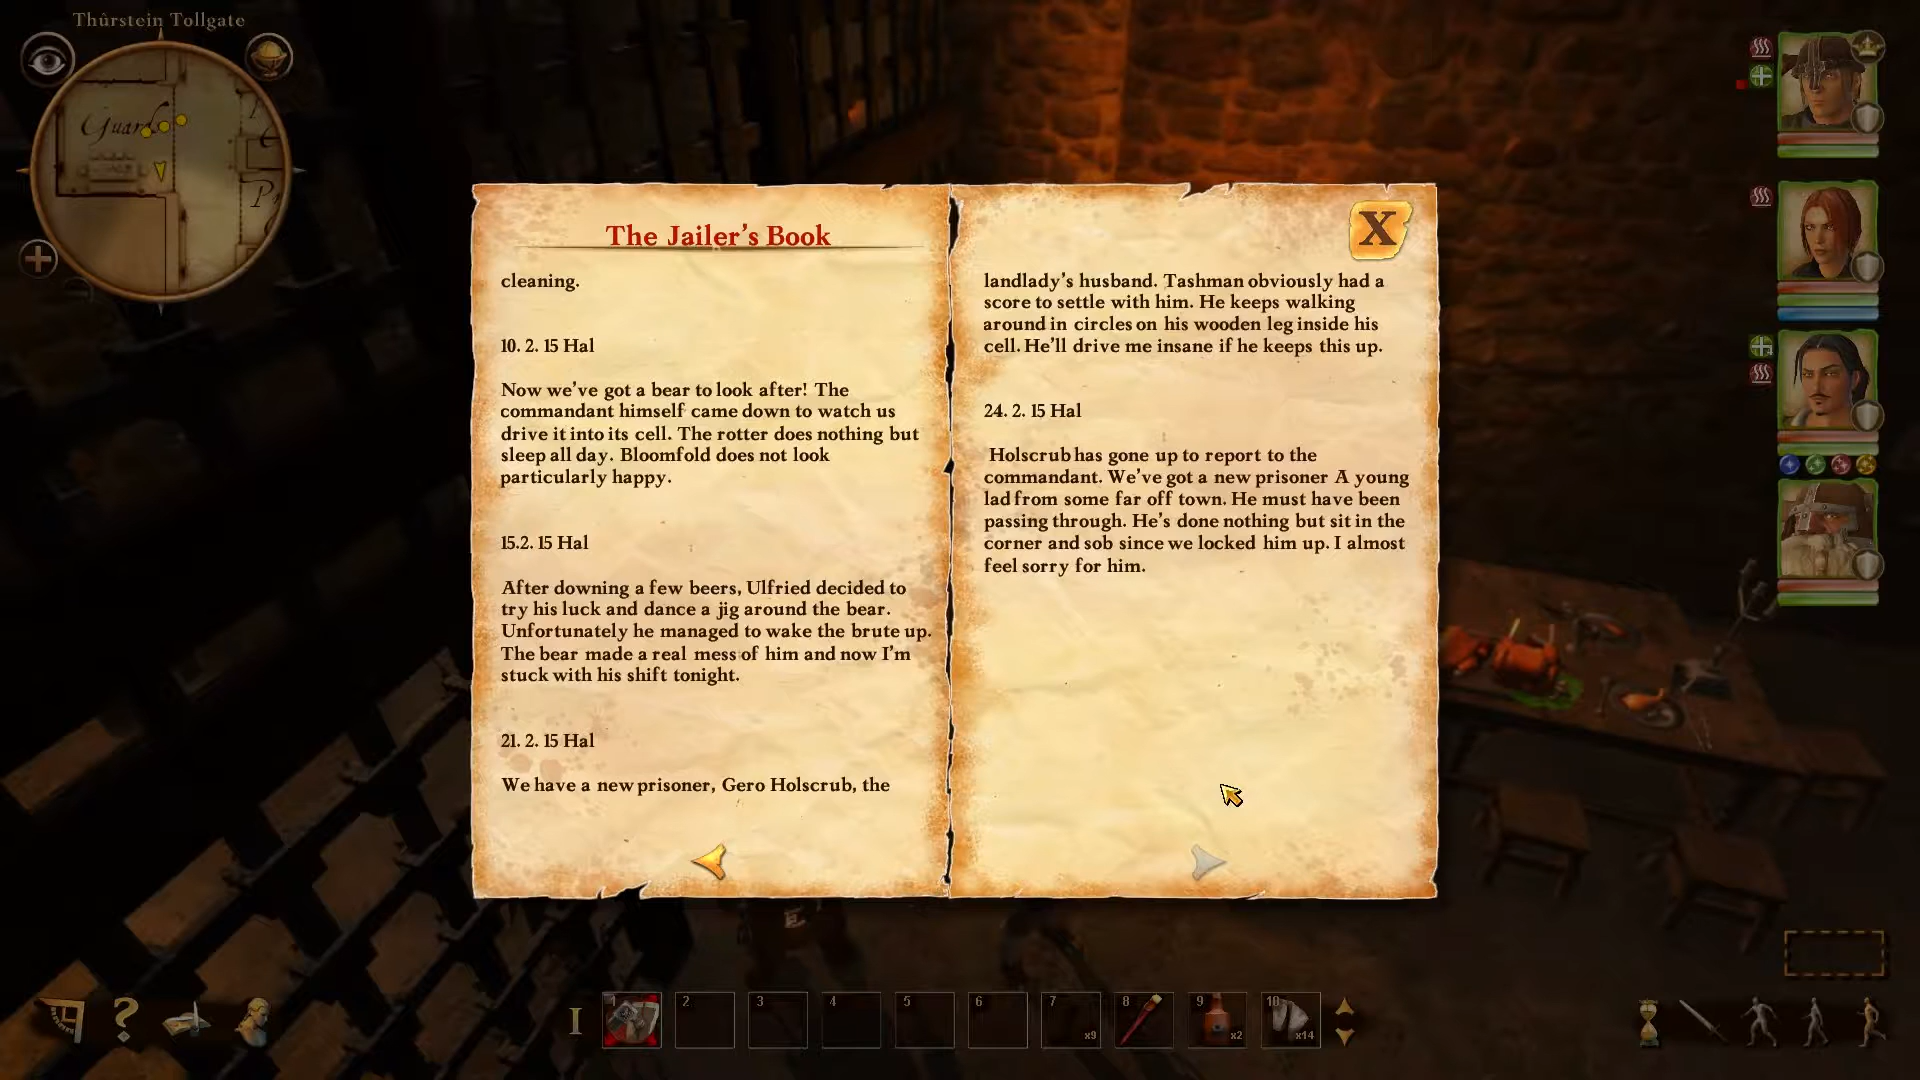 Thûrstein Tollgate
Guard
P
The Jailer's Book
X
cleaning.
10. 2. 15 Hal
Now we've got a bear to look after! The
commandant himself came down to watch us
drive it into its cell. The rotter does nothing but
sleep all day. Bloomfold does not look
particularly happy.
15.2. 15 Hal
After downing a few beers, Ulfried decided to
try his luck and dance a jig around the bear.
Unfortunately he managed to wake the brute up.
The bear made a real mess of him and now I'm
stuck with his shift tonight.
21. 2. 15 Hal
We have a new prisoner, Gero Holscrub, the
landlady's husband. Tashman obviously had a
score to settle with him. He keeps walking
around in circles on his wooden leg inside his
cell. He'll drive me insane if he keeps this up.
24. 2. 15 Hal
Holscrub has gone up to report to the
commandant. We've got a new prisoner A young
lad from some far off town. He must have been
passing through. He's done nothing but sit in the
corner and sob since we locked him up. I almost
feel sorry for him.
I 1 2 3 4 5 6 7 x9 8 9 x2 10 x14